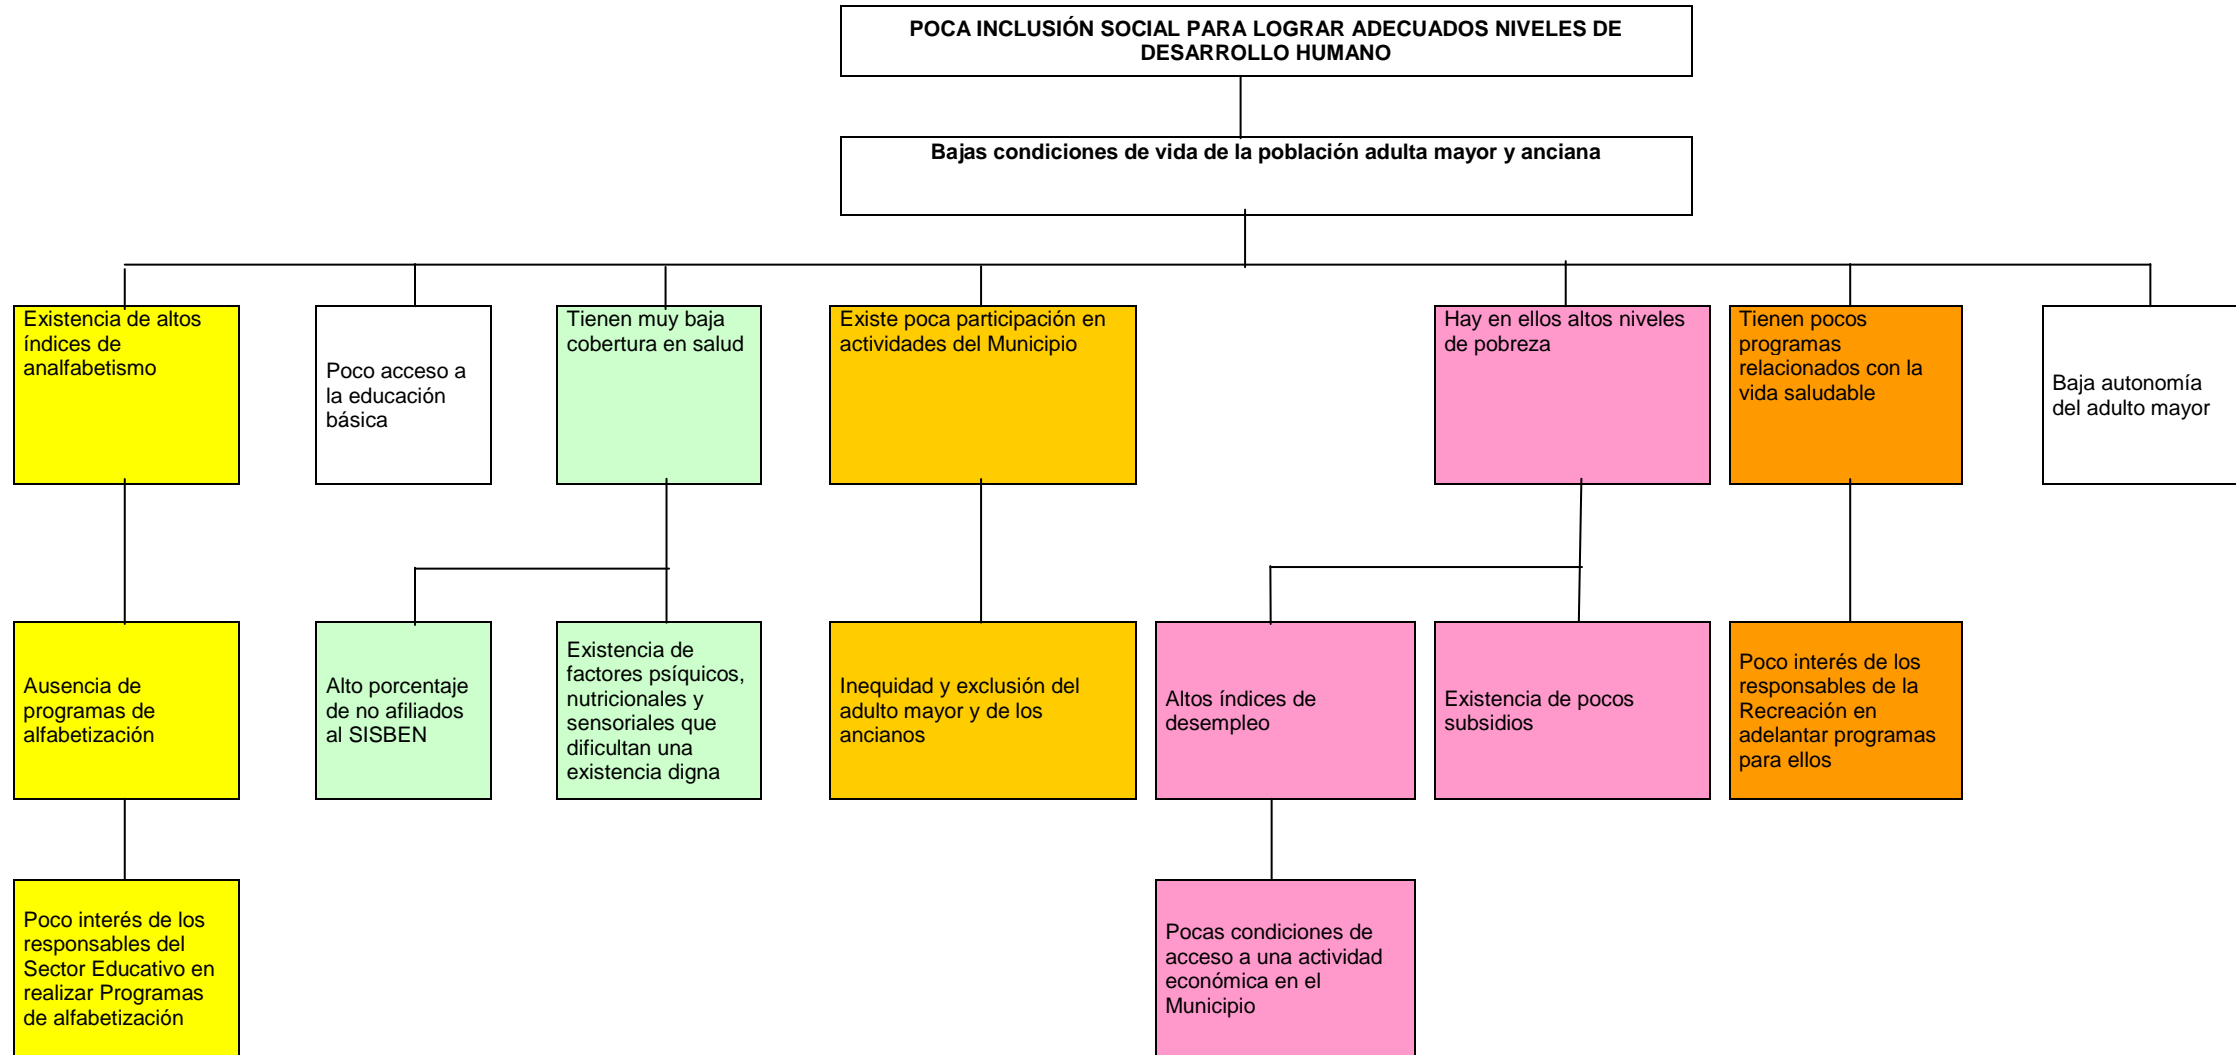 POCA INCLUSIÓN SOCIAL PARA LOGRAR ADECUADOS NIVELES DE
DESARROLLO HUMANO
Bajas condiciones de vida de la población adulta mayor y anciana
Existencia de altos
índices de
analfabetismo
Poco acceso a
la educación
básica
Tienen muy baja
cobertura en salud
Existe poca participación en
actividades del Municipio
Hay en ellos altos niveles
de pobreza
Tienen pocos
programas
relacionados con la
vida saludable
Baja autonomía
del adulto mayor
Ausencia de
programas de
alfabetización
Alto porcentaje
de no afiliados
al SISBEN
Existencia de
factores psíquicos,
nutricionales y
sensoriales que
dificultan una
existencia digna
Inequidad y exclusión del
adulto mayor y de los
ancianos
Altos índices de
desempleo
Existencia de pocos
subsidios
Poco interés de los
responsables de la
Recreación en
adelantar programas
para ellos
Poco interés de los
responsables del
Sector Educativo en
realizar Programas
de alfabetización
Pocas condiciones de
acceso a una actividad
económica en el
Municipio